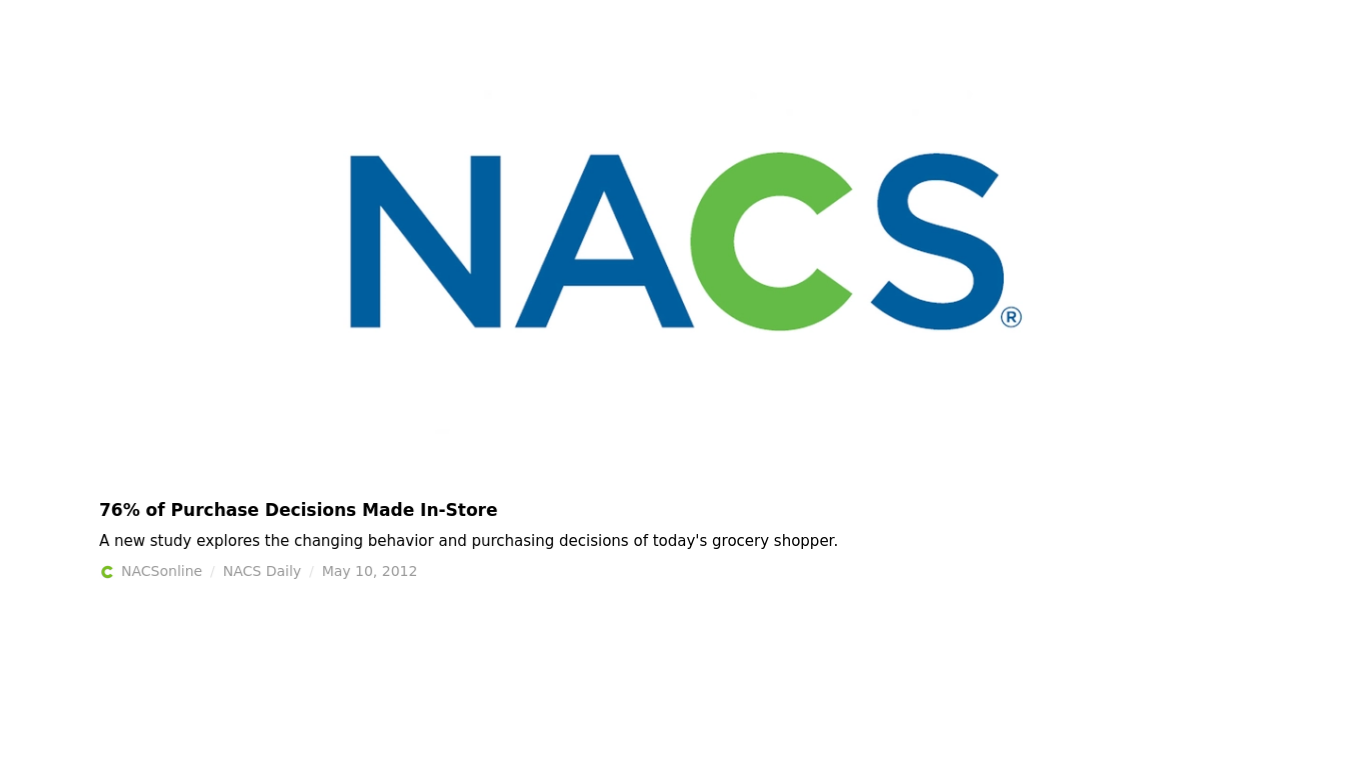 NACS®
76% of Purchase Decisions Made In-Store
A new study explores the changing behavior and purchasing decisions of today's grocery shopper.
NACSonline / NACS Daily / May 10, 2012